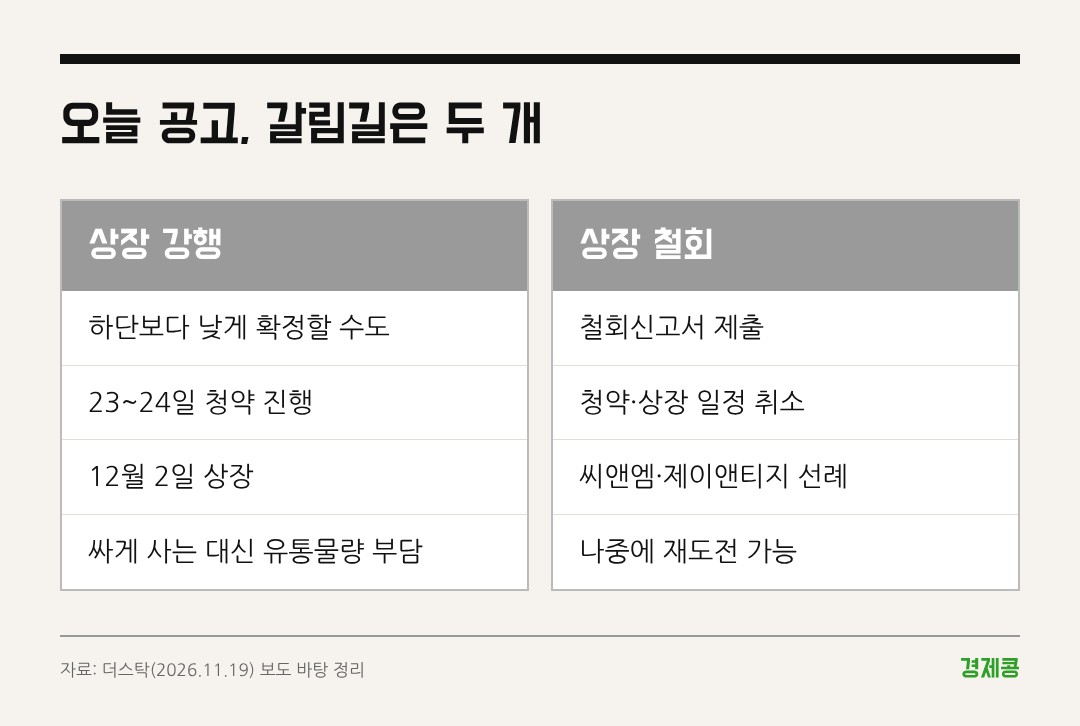 오늘 공고, 갈림길은 두 개
상장 강행
하단보다 낮게 확정할 수도
23~24일 청약 진행
12월 2일 상장
싸게 사는 대신 유통물량 부담
상장 철회
철회신고서 제출
청약·상장 일정 취소
씨앤엠·제이앤티지 선례
나중에 재도전 가능
자료: 더스탁(2026.11.19) 보도 바탕 정리
경제콩